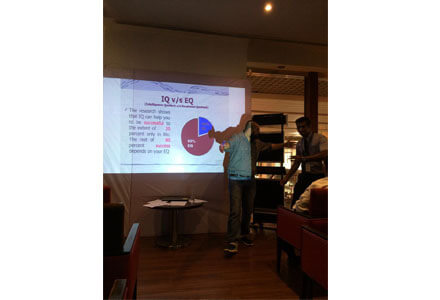 IQ v/s EQ
(Intelligence Quotient and Emotional Quotient)
✓ The research shows
that IQ can help you
to be successful to
the extent of 20
percent only in life.
The rest of 80
percent success
depends on your EQ
80%
EQ